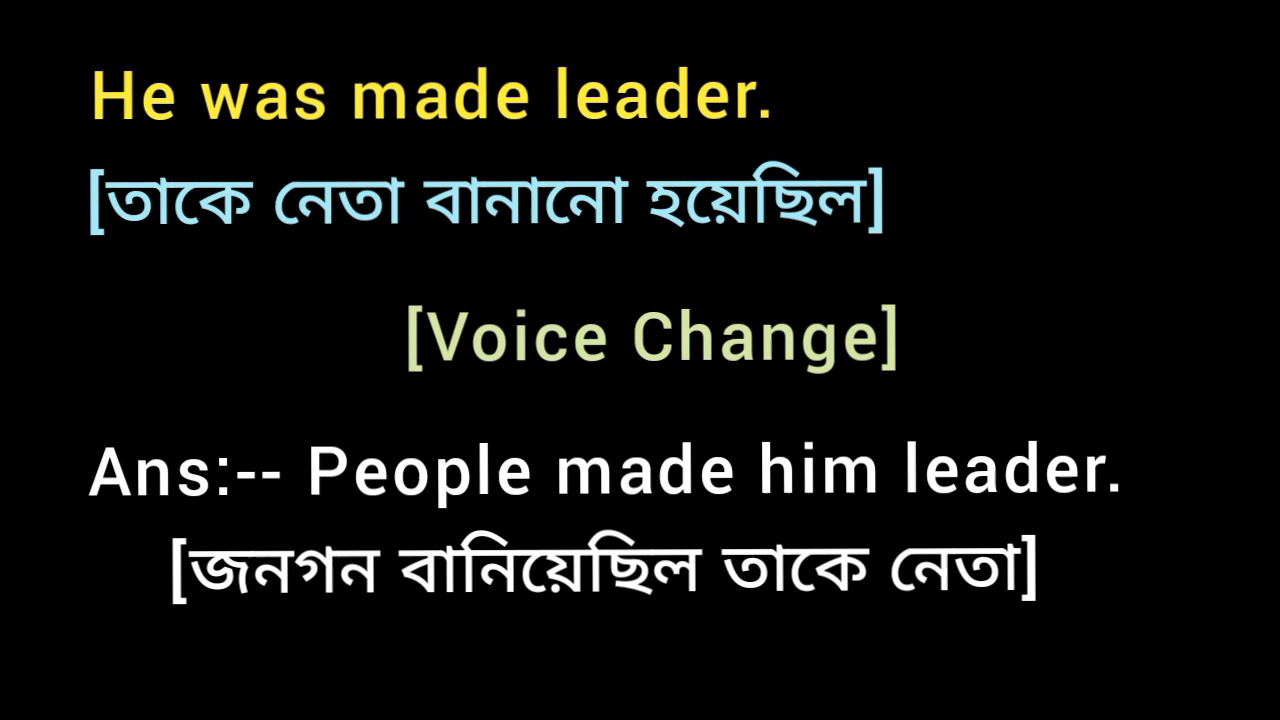 He was made leader.
[তাকে নেতা বানানো হয়েছিল]
[Voice Change]
Ans:-- People made him leader.
[জনগন বানিয়েছিল তাকে নেতা]